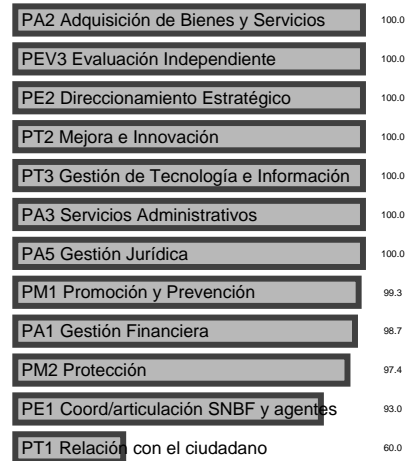 PA2 Adquisición de Bienes y Servicios 100.0
PEV3 Evaluación Independiente 100.0
PE2 Direccionamiento Estratégico 100.0
PT2 Mejora e Innovación 100.0
PT3 Gestión de Tecnología e Información 100.0
PA3 Servicios Administrativos 100.0
PA5 Gestión Jurídica 100.0
PM1 Promoción y Prevención 99.3
PA1 Gestión Financiera 98.7
PM2 Protección 97.4
PE1 Coord/articulación SNBF y agentes 93.0
PT1 Relación con el ciudadano 60.0